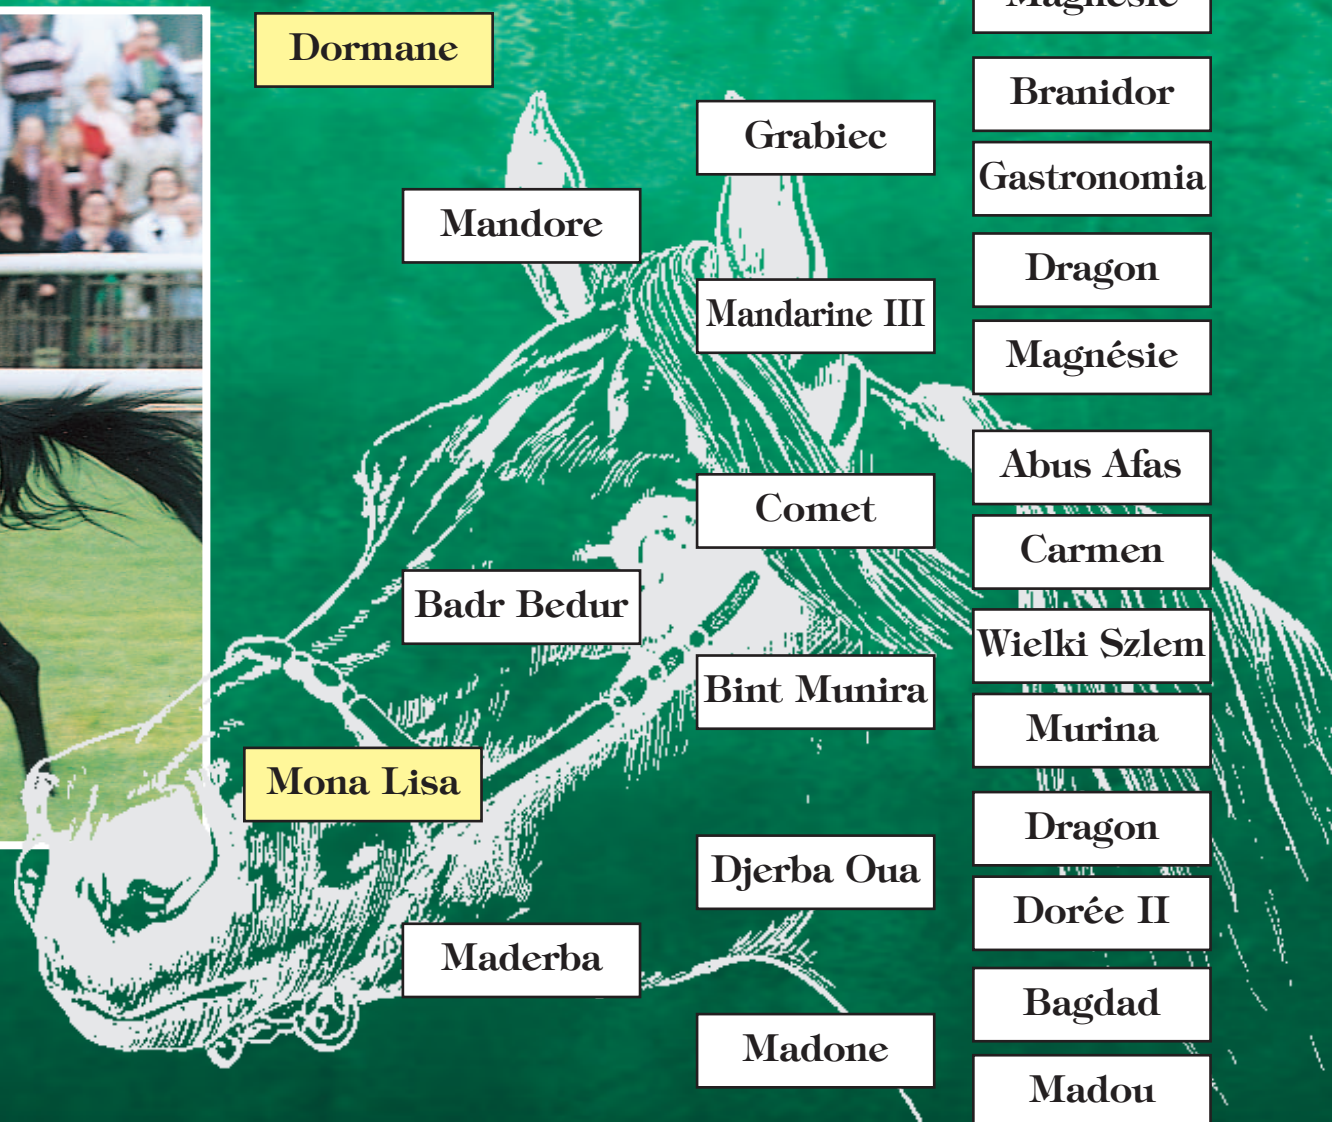 Magnésie
Dormane
Branidor
Grabiec
Gastronomia
Mandore
Dragon
Mandarine III
Magnésie
Abus Afas
Comet
Carmen
Badr Bedur
Wielki Szlem
Bint Munira
Murina
Mona Lisa
Dragon
Djerba Oua
Dorée II
Maderba
Bagdad
Madone
Madou